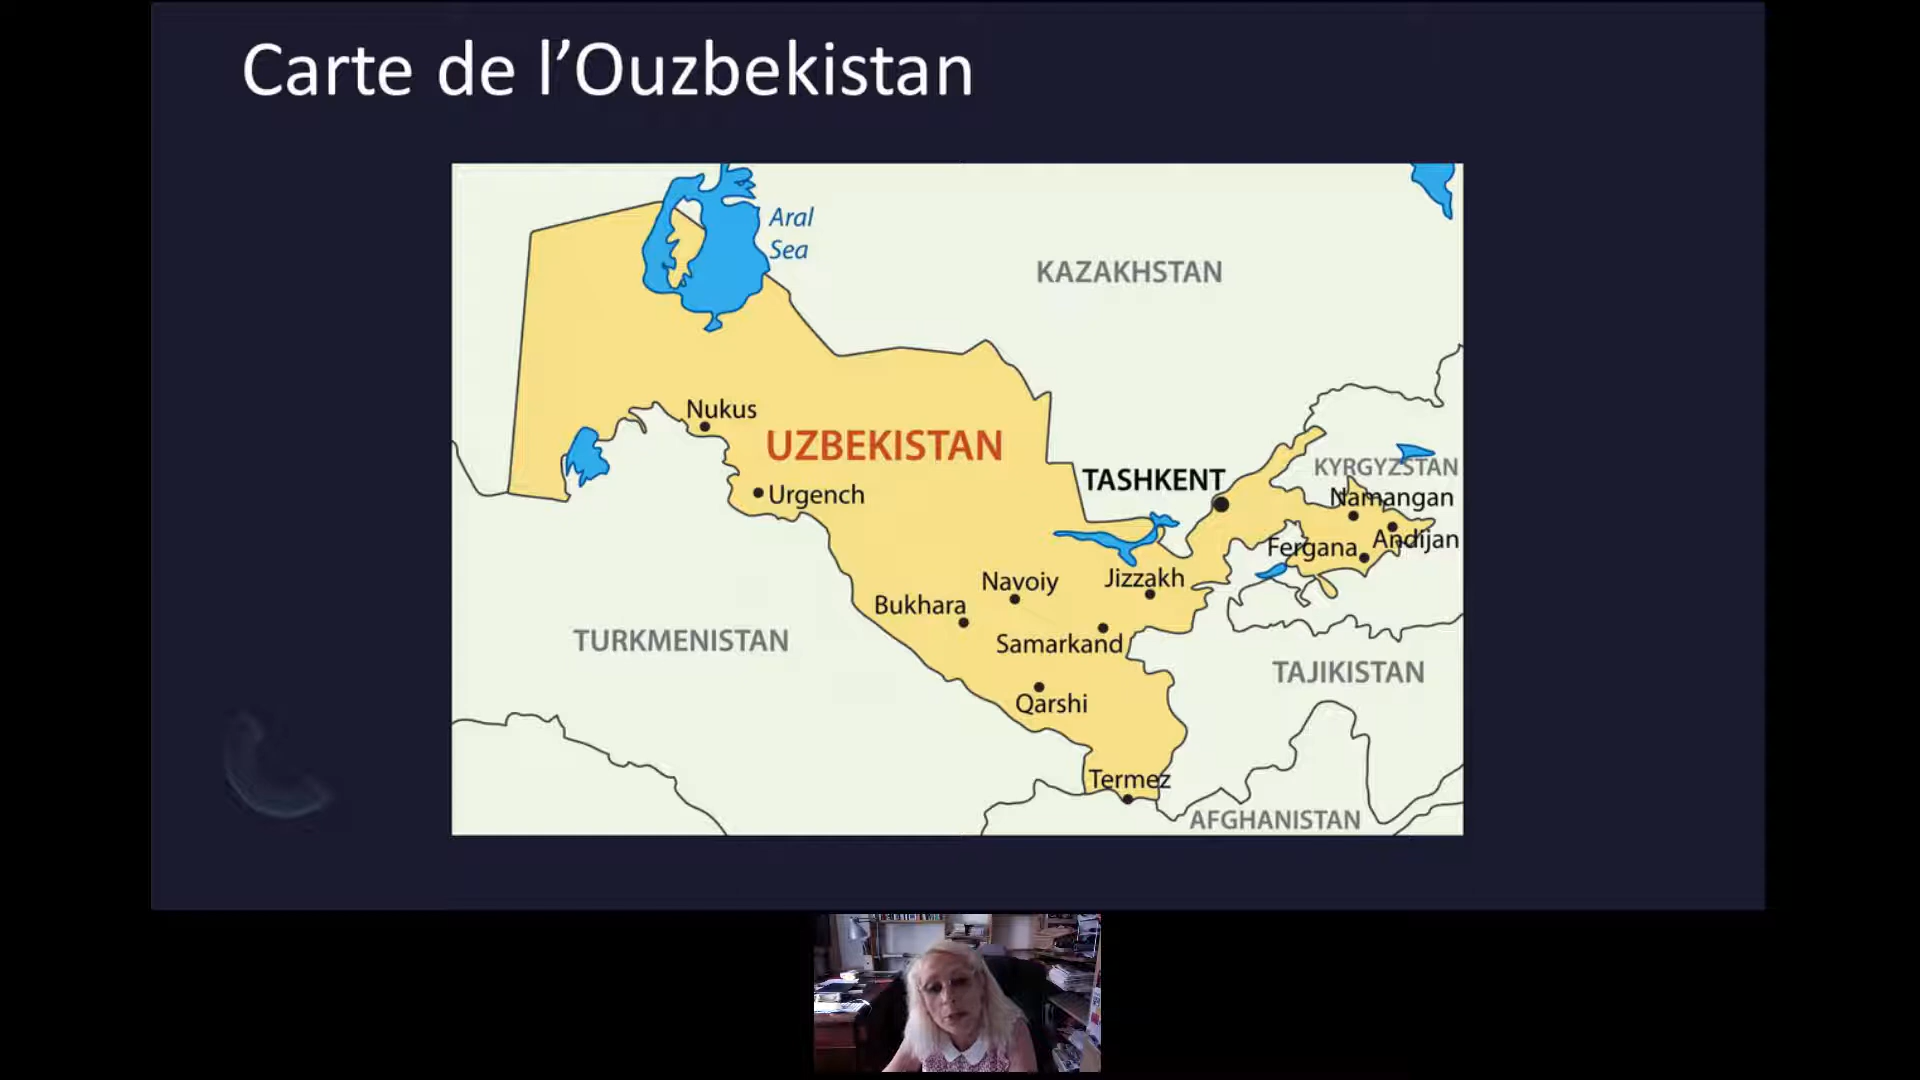 Carte de l’Ouzbekistan
Aral
Sea
KAZAKHSTAN
Nukus
UZBEKISTAN
TASHKENT
KYRGYZSTAN
Urgench
Namangan
Fergana
Andijan
Navoiy
Jizzakh
Bukhara
Samarkand
TURKMENISTAN
TAJIKISTAN
Qarshi
Termez
AFGHANISTAN